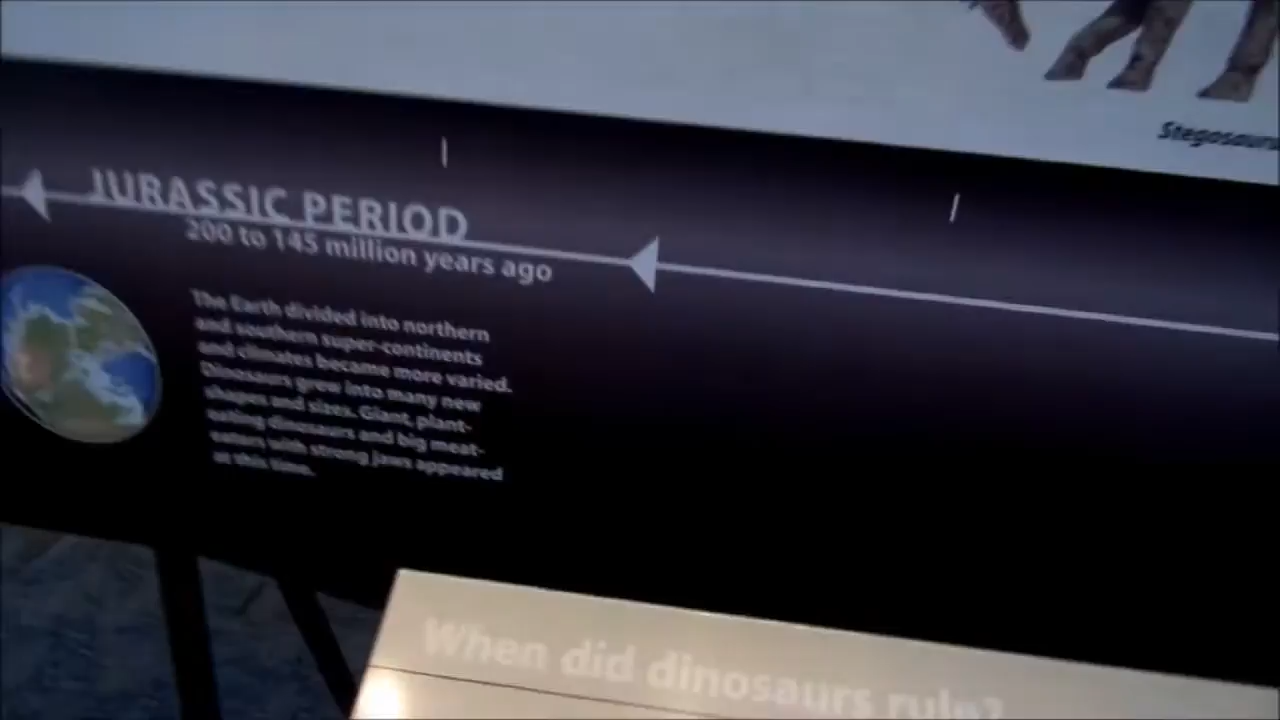 Stegosaurus
JURASSIC PERIOD
200 to 145 million years ago
The Earth divided into northern
and southern super-continents
and climates became more varied.
Dinosaurs grew into many new
shapes and sizes. Giant, plant-
eating dinosaurs and big meat-
eaters with strong jaws appeared
at this time.
When did dinosaurs rule?